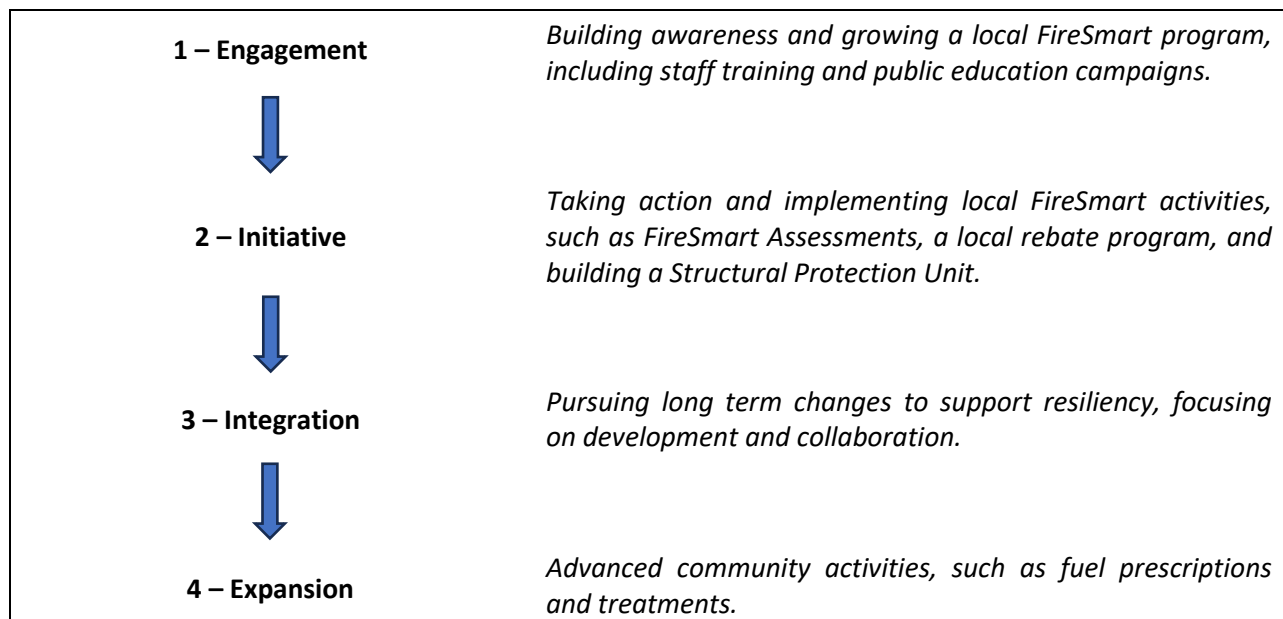 1 – Engagement
Building awareness and growing a local FireSmart program,
including staff training and public education campaigns.
2 – Initiative
Taking action and implementing local FireSmart activities,
such as FireSmart Assessments, a local rebate program, and
building a Structural Protection Unit.
3 – Integration
Pursuing long term changes to support resiliency, focusing
on development and collaboration.
4 – Expansion
Advanced community activities, such as fuel prescriptions
and treatments.